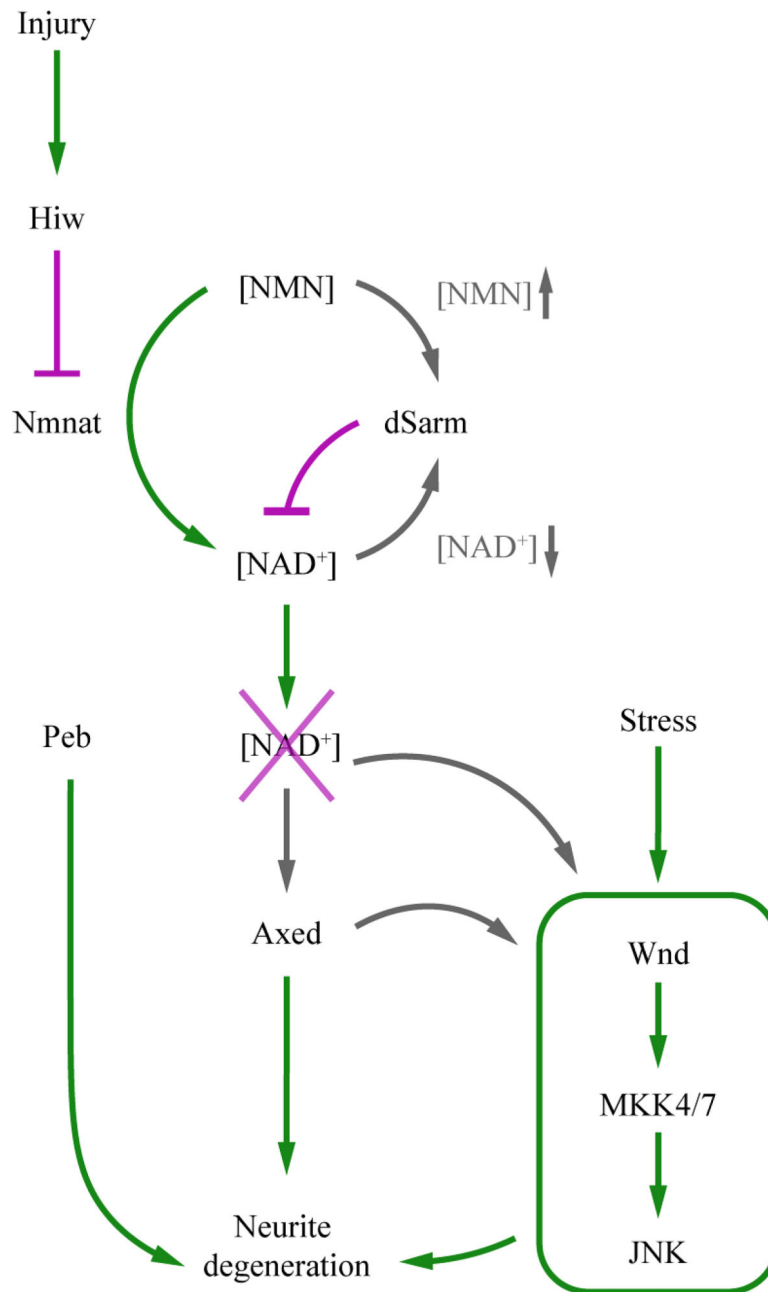 Injury
Hiw
[NMN]
[NMN]
Nmnat
dSarm
[NAD⁺]
[NAD⁺]
Peb
[NAD⁺]
Stress
Axed
Wnd
MKK4/7
Neurite
degeneration
JNK